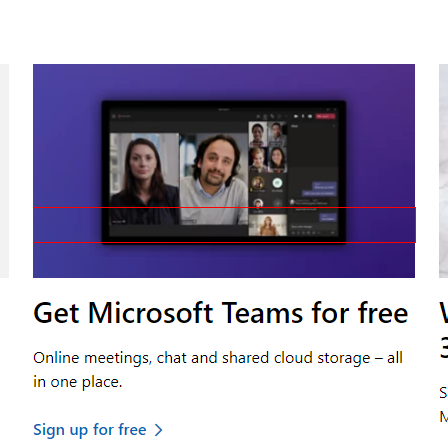 Get Microsoft Teams for free
Online meetings, chat and shared cloud storage – all
in one place.
Sign up for free